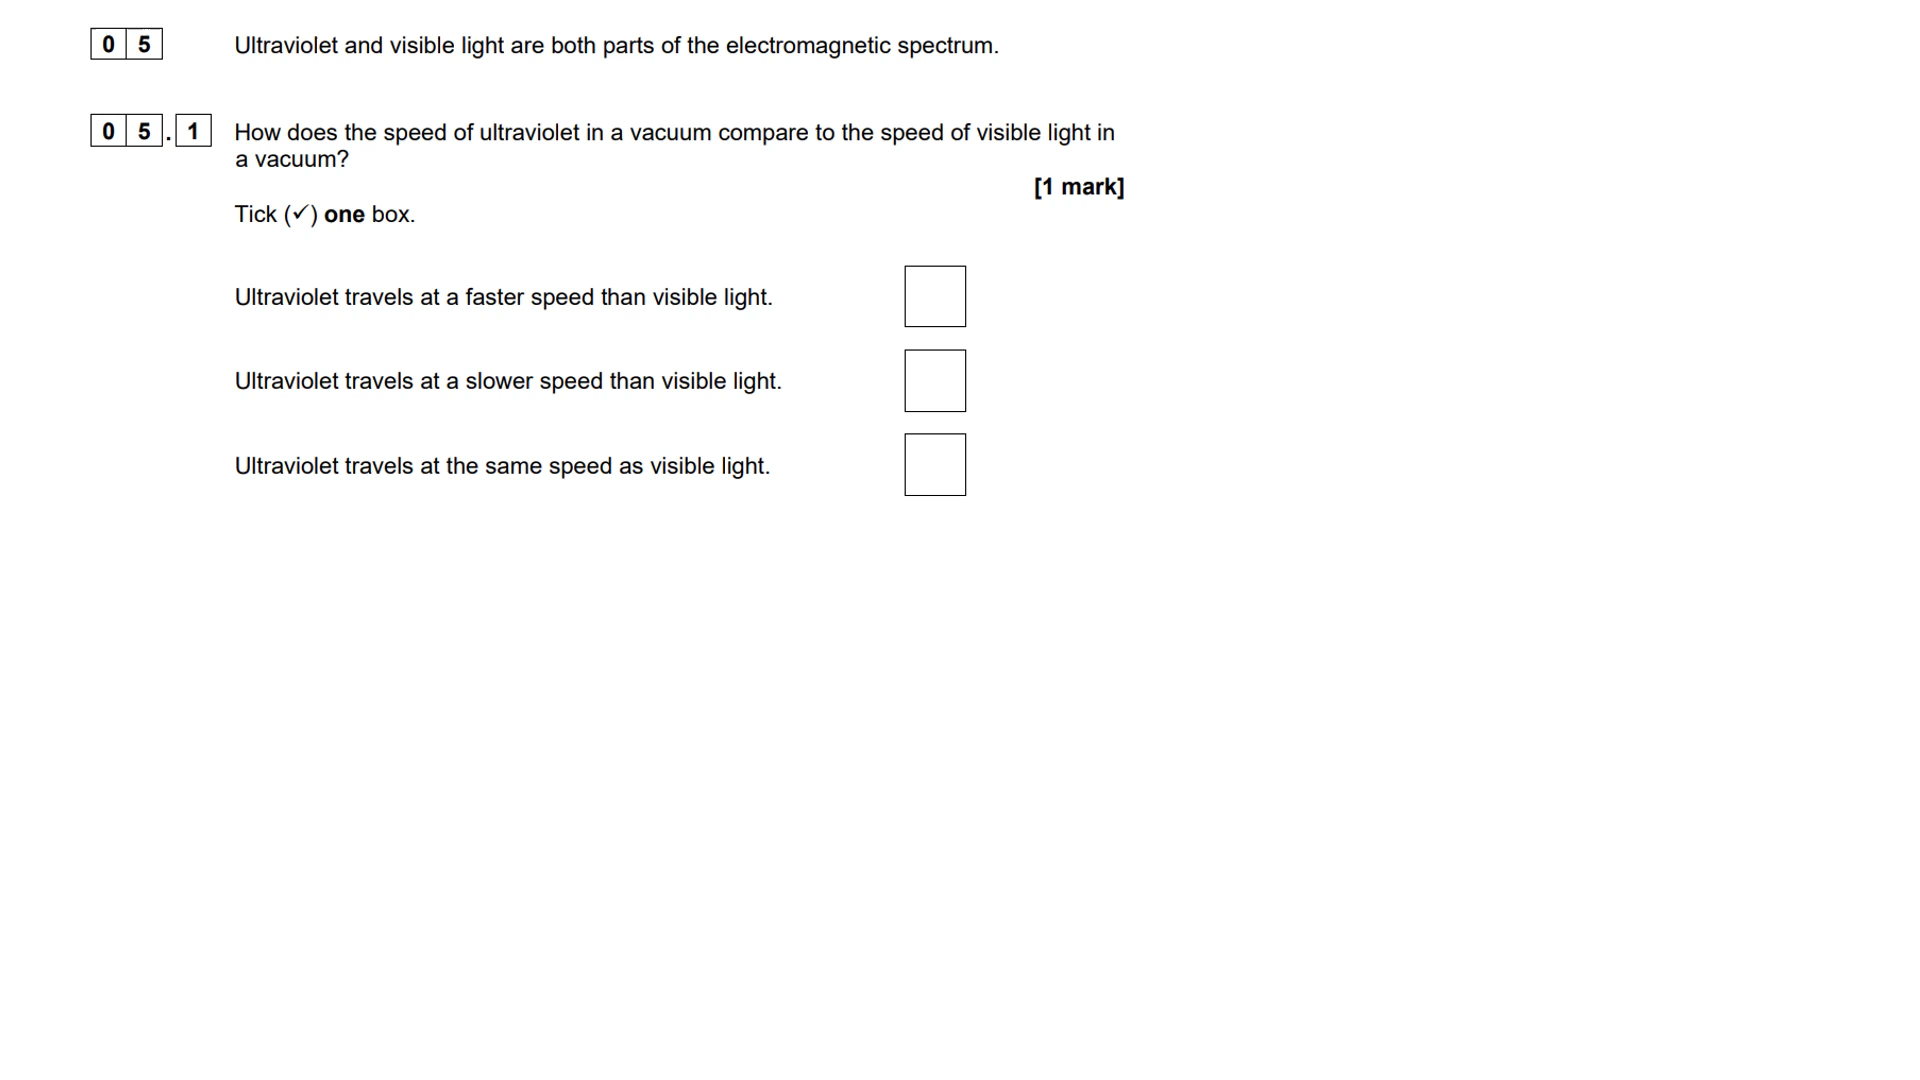 0 5 Ultraviolet and visible light are both parts of the electromagnetic spectrum.
0 5 . 1 How does the speed of ultraviolet in a vacuum compare to the speed of visible light in
a vacuum?
[1 mark]
Tick (✓) one box.
Ultraviolet travels at a faster speed than visible light.
Ultraviolet travels at a slower speed than visible light.
Ultraviolet travels at the same speed as visible light.